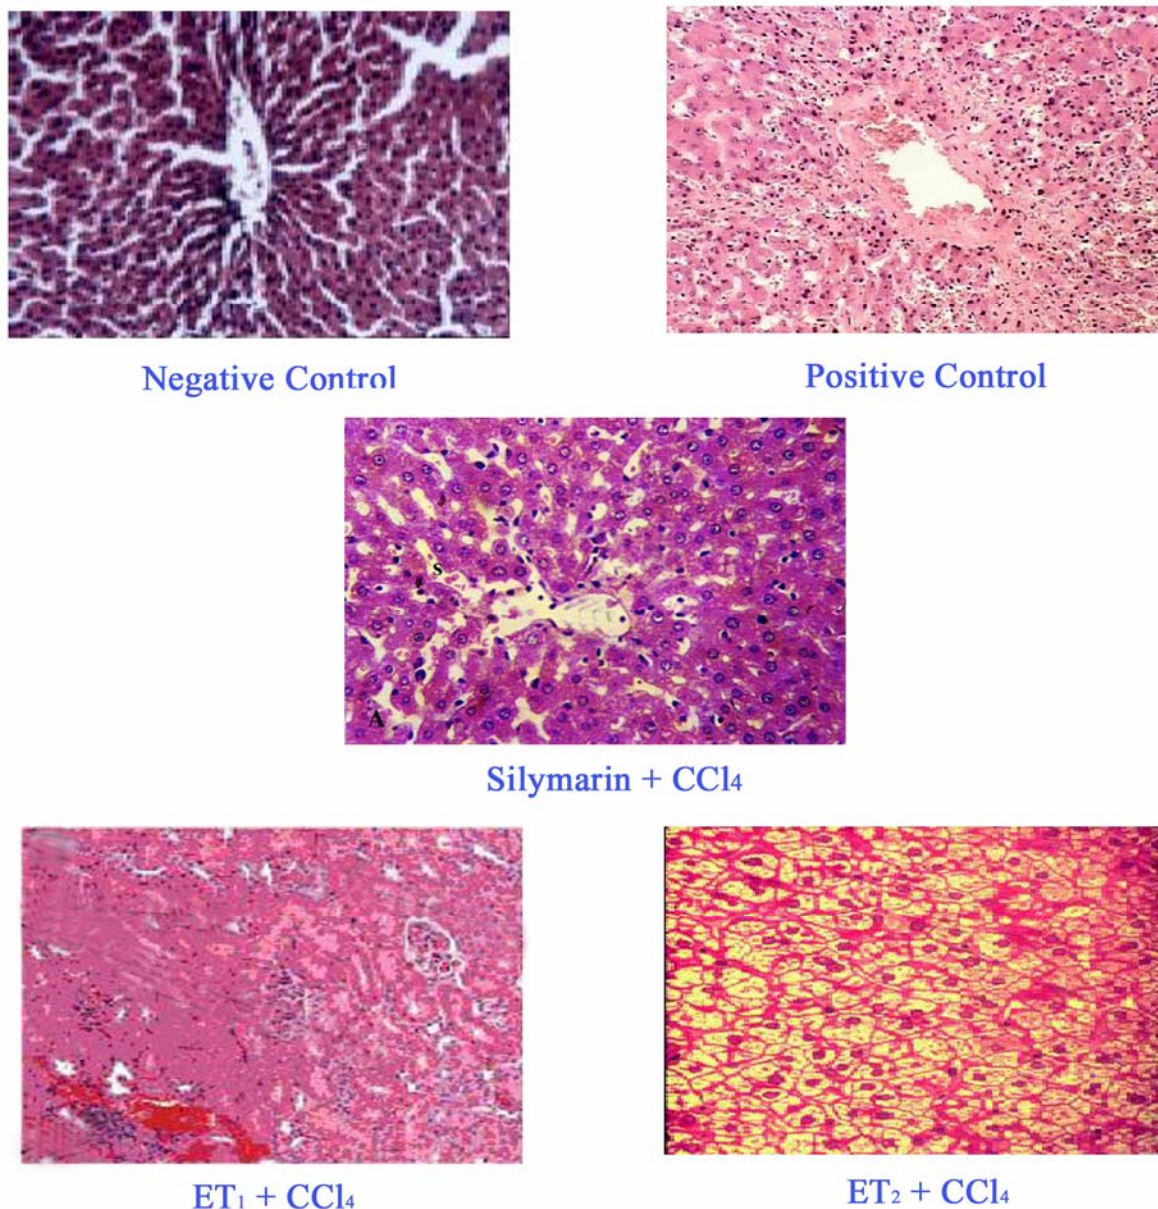 Negative Control
Positive Control
S
A
Silymarin + CCl₄
ET₁ + CCl₄
ET₂ + CCl₄